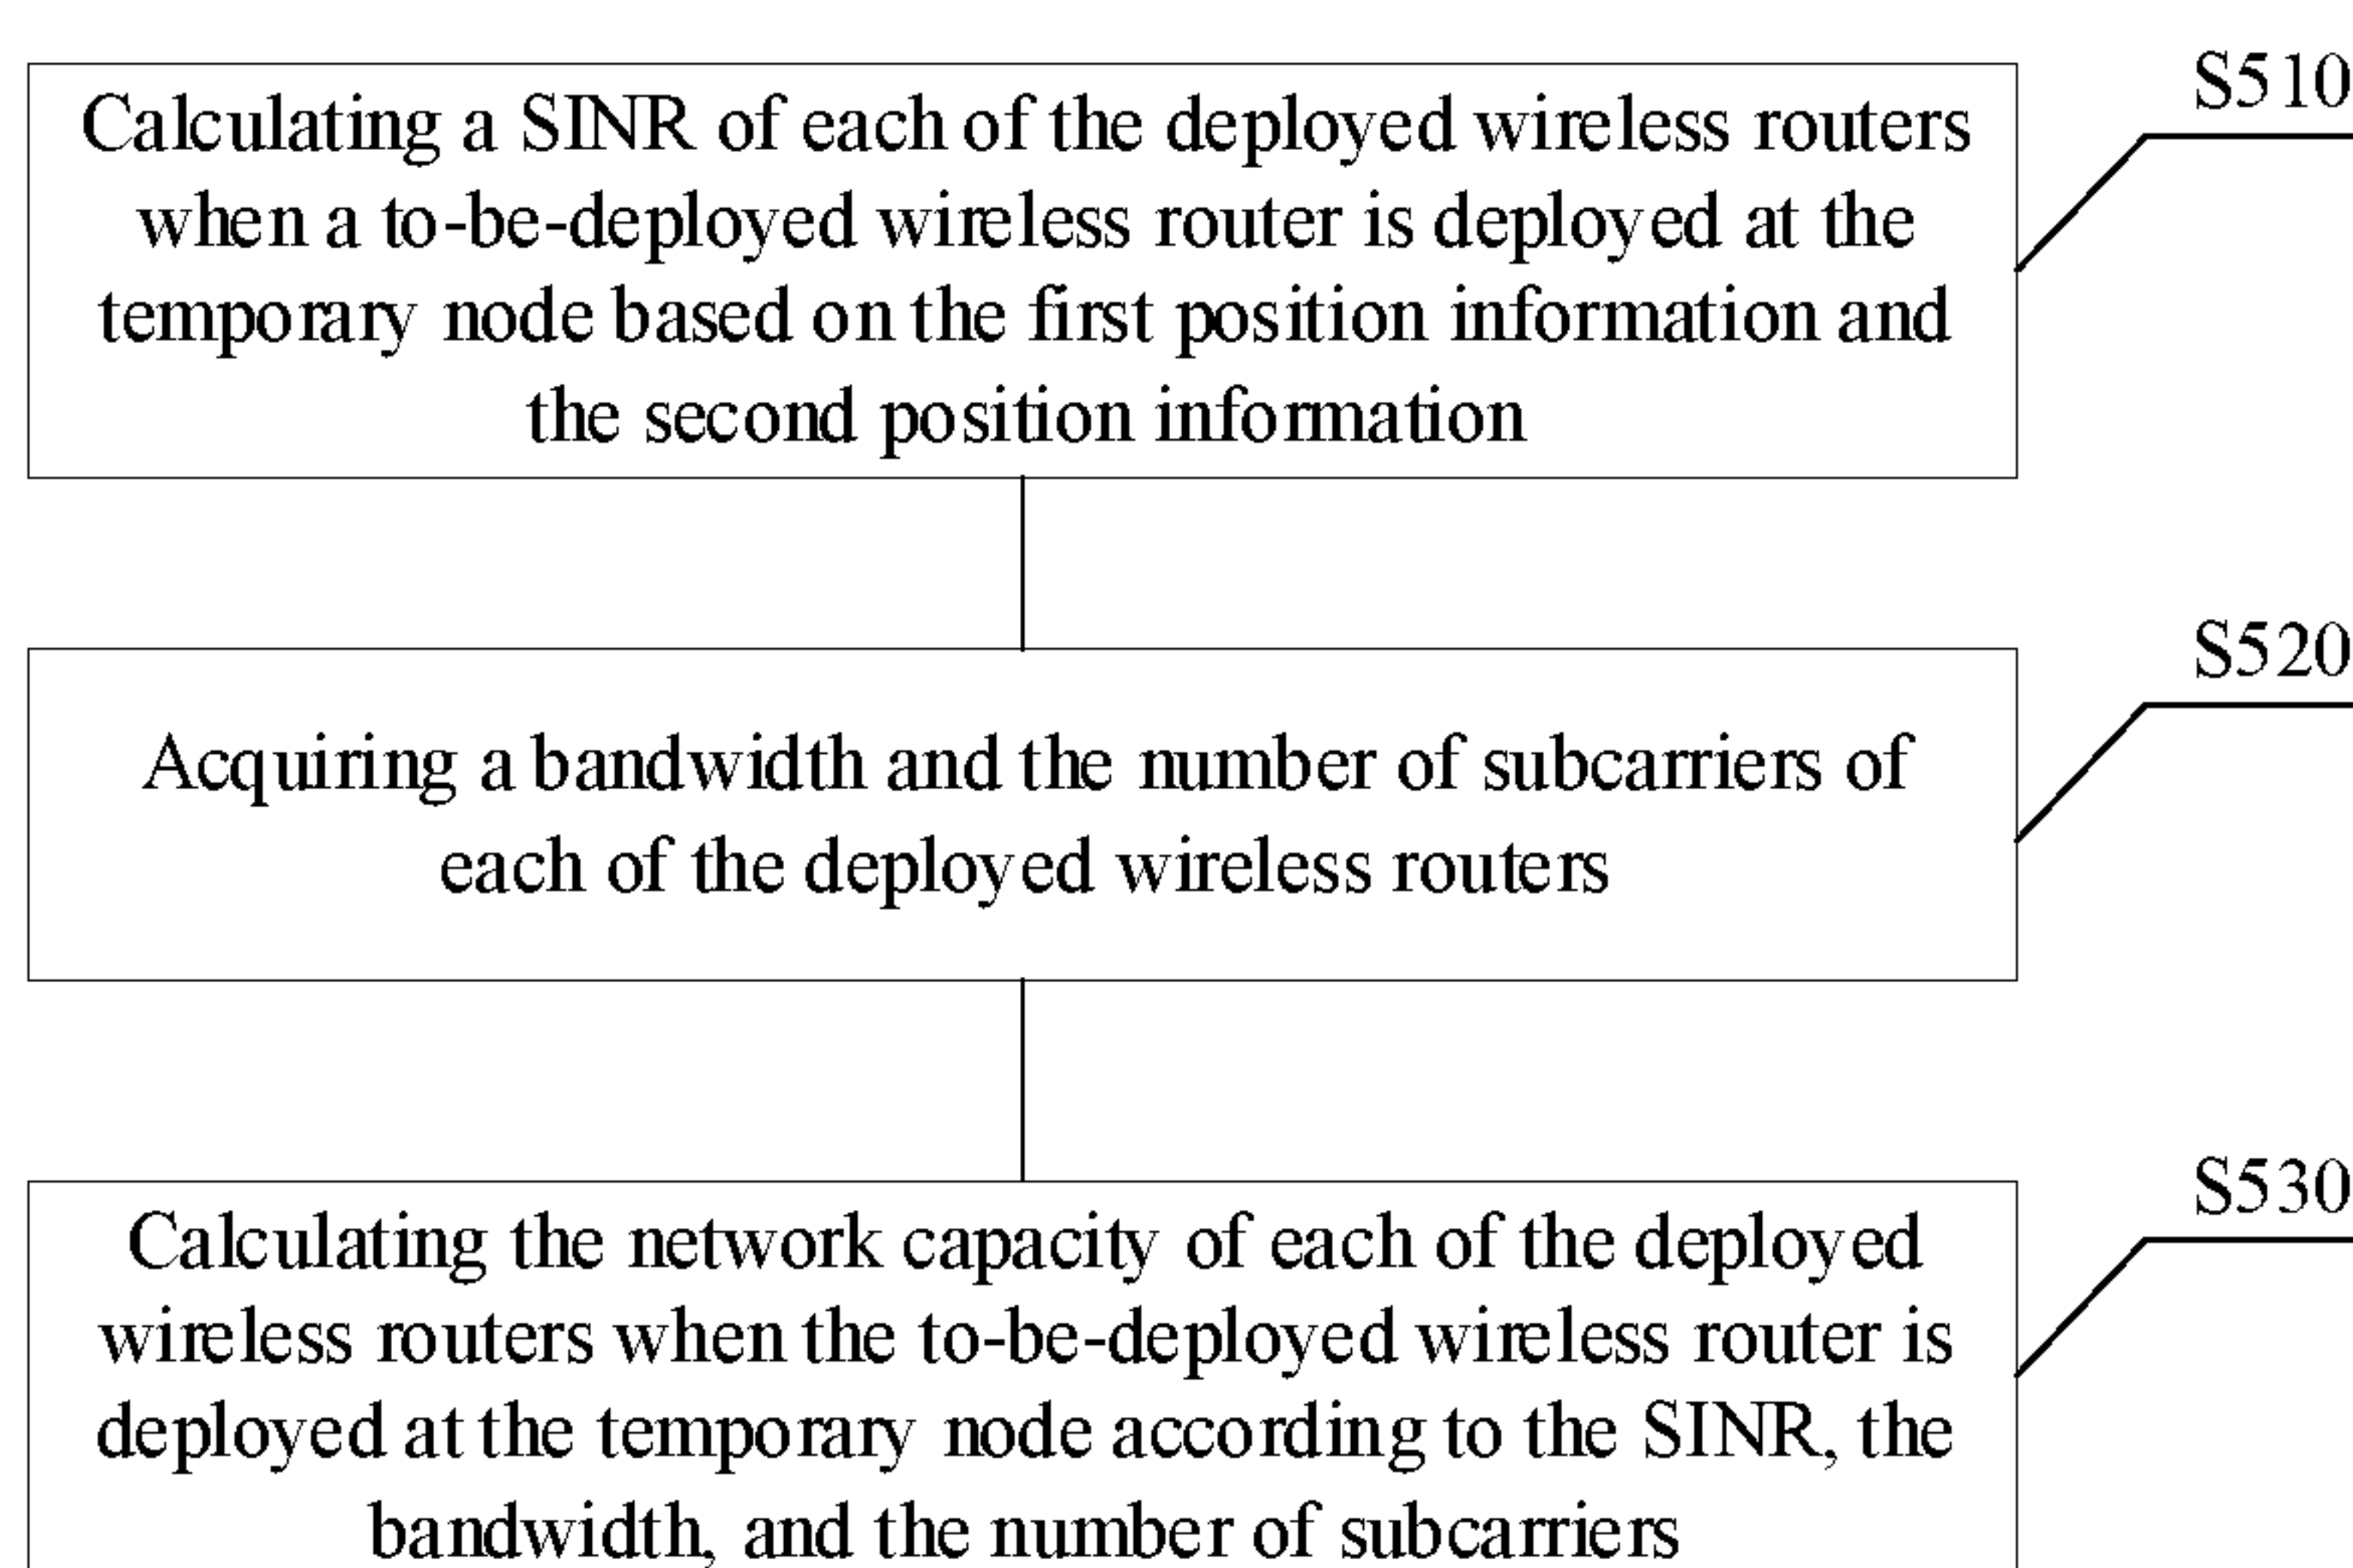 S510
Calculating a SINR of each of the deployed wireless routers
when a to-be-deployed wireless router is deployed at the
temporary node based on the first position information and
the second position information
S520
Acquiring a bandwidth and the number of subcarriers of
each of the deployed wireless routers
S530
Calculating the network capacity of each of the deployed
wireless routers when the to-be-deployed wireless router is
deployed at the temporary node according to the SINR, the
bandwidth, and the number of subcarriers